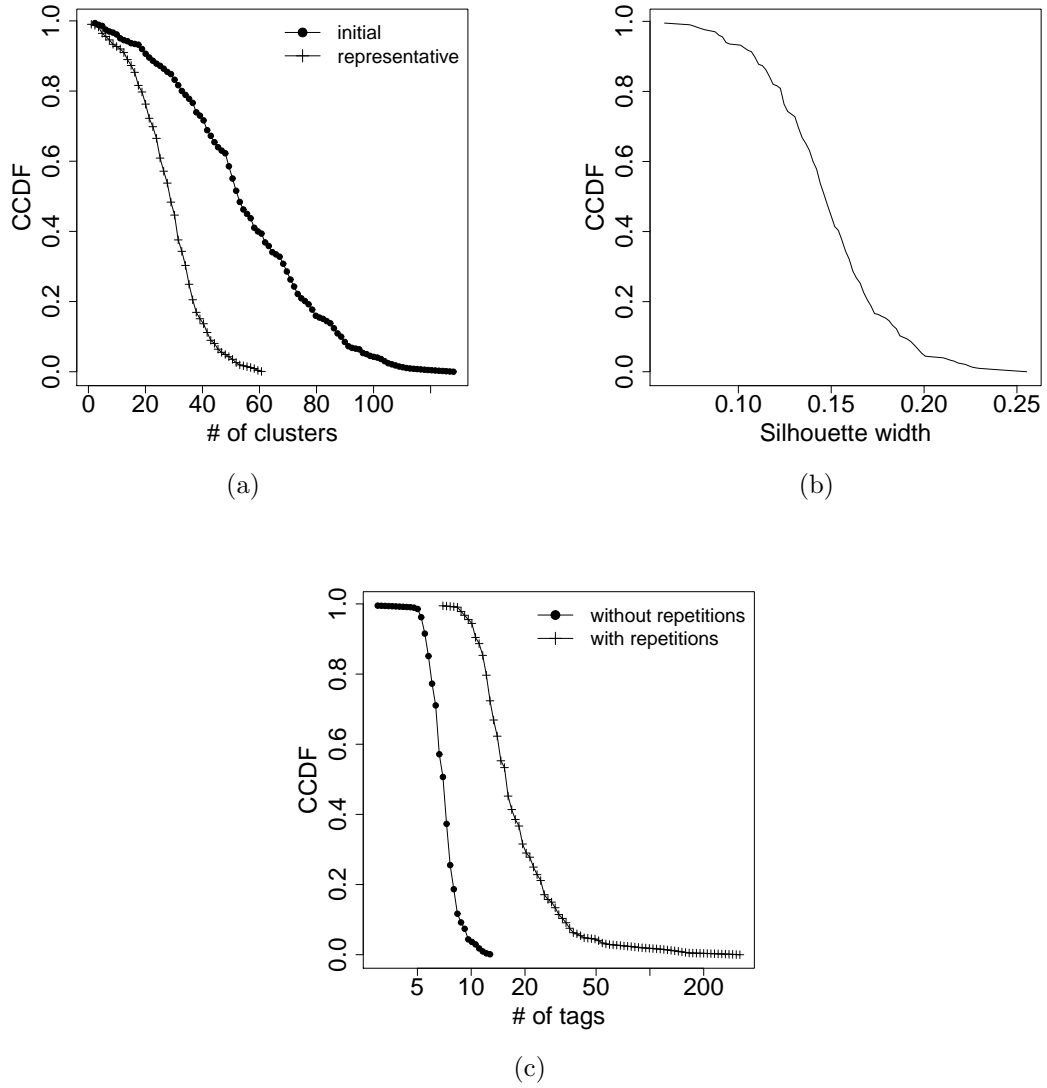 initial
representative
CCDF
0.0 0.2 0.4 0.6 0.8 1.0
0 20 40 60 80 100
# of clusters
(a)
CCDF
0.0 0.2 0.4 0.6 0.8 1.0
0.10 0.15 0.20 0.25
Silhouette width
(b)
without repetitions
with repetitions
CCDF
0.0 0.2 0.4 0.6 0.8 1.0
5 10 20 50 200
# of tags
(c)